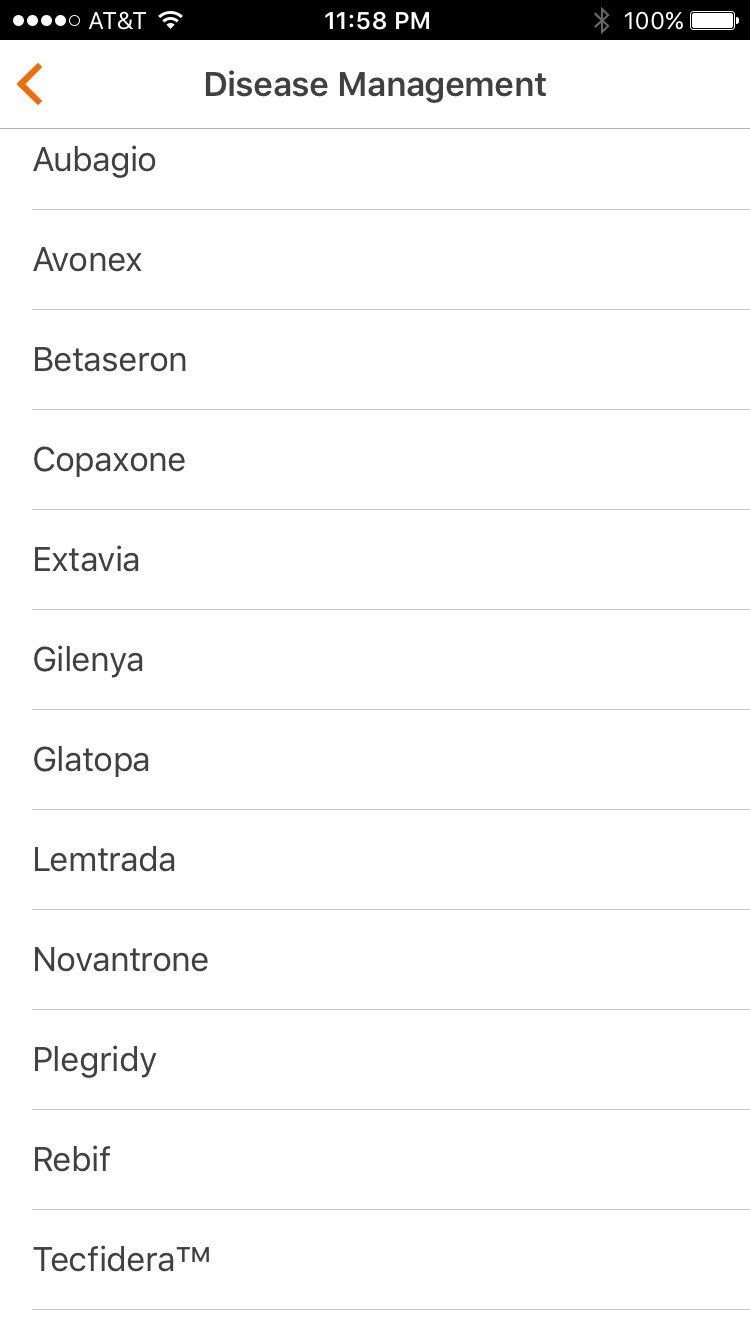 AT&T 11:58 PM 100%
Disease Management
Aubagio
Avonex
Betaseron
Copaxone
Extavia
Gilenya
Glatopa
Lemtrada
Novantrone
Plegridy
Rebif
Tecfidera™